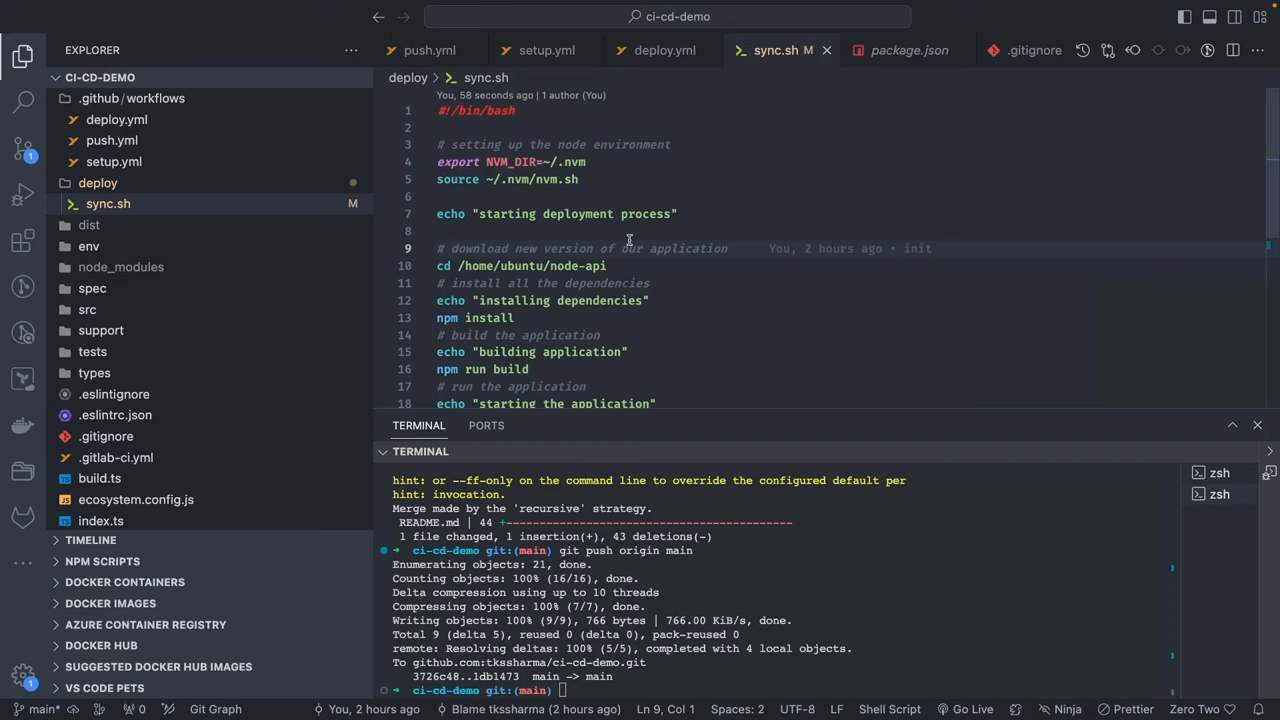 ci-cd-demo
EXPLORER
push.yml
setup.yml
deploy.yml
sync.sh M
package.json
.gitignore
CI-CD-DEMO
deploy > sync.sh
.github/workflows
deploy.yml
push.yml
setup.yml
deploy
sync.sh M
dist
env
node_modules
spec
src
support
tests
types
.eslintignore
.eslintrc.json
.gitignore
.gitlab-ci.yml
build.ts
ecosystem.config.js
index.ts
TIMELINE
NPM SCRIPTS
DOCKER CONTAINERS
DOCKER IMAGES
AZURE CONTAINER REGISTRY
DOCKER HUB
SUGGESTED DOCKER HUB IMAGES
VS CODE PETS
1
1
You, 58 seconds ago | 1 author (You)
1 #!/bin/bash
2
3 # setting up the node environment
4 export NVM_DIR=~/.nvm
5 source ~/.nvm/nvm.sh
6
7 echo "starting deployment process"
8
9 # download new version of our application You, 2 hours ago • init
10 cd /home/ubuntu/node-api
11 # install all the dependencies
12 echo "installing dependencies"
13 npm install
14 # build the application
15 echo "building application"
16 npm run build
17 # run the application
18 echo "starting the application"
TERMINAL PORTS
TERMINAL
zsh
zsh
hint: or --ff-only on the command line to override the configured default per
hint: invocation.
Merge made by the 'recursive' strategy.
README.md | 44 +-------------------------------------------
1 file changed, 1 insertion(+), 43 deletions(-)
➜ ci-cd-demo git:(main) git push origin main
Enumerating objects: 21, done.
Counting objects: 100% (16/16), done.
Delta compression using up to 10 threads
Compressing objects: 100% (7/7), done.
Writing objects: 100% (9/9), 766 bytes | 766.00 KiB/s, done.
Total 9 (delta 5), reused 0 (delta 0), pack-reused 0
remote: Resolving deltas: 100% (5/5), completed with 4 local objects.
To github.com:tkssharma/ci-cd-demo.git
3726c48..1db1473 main -> main
➜ ci-cd-demo git:(main)
main* 0 Git Graph You, 2 hours ago Blame tkssharma (2 hours ago) Ln 9, Col 1 Spaces: 2 UTF-8 LF Shell Script Go Live Ninja Prettier Zero Two